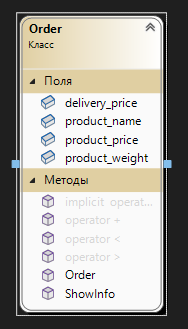 Order
Класс
Поля
delivery_price
product_name
product_price
product_weight
Методы
implicit operat...
operator +
operator <
operator >
Order
ShowInfo